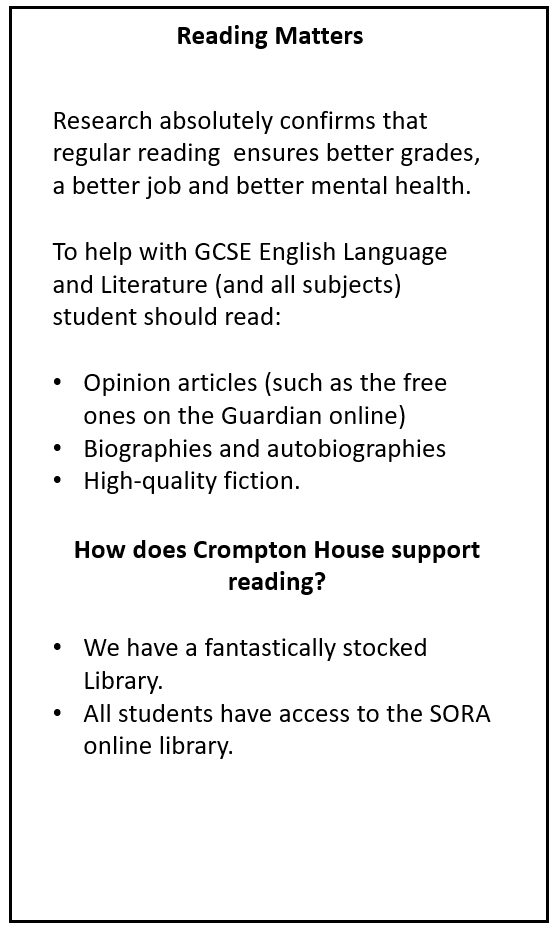 Reading Matters
Research absolutely confirms that
regular reading  ensures better grades,
a better job and better mental health.
To help with GCSE English Language
and Literature (and all subjects)
student should read:
• Opinion articles (such as the free
ones on the Guardian online)
• Biographies and autobiographies
• High-quality fiction.
How does Crompton House support
reading?
• We have a fantastically stocked
Library.
• All students have access to the SORA
online library.